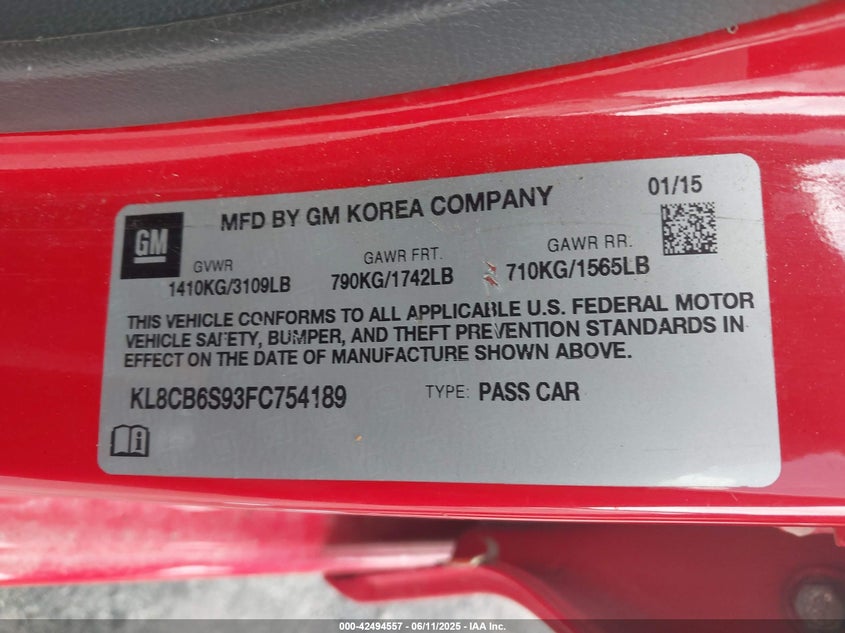 MFD BY GM KOREA COMPANY
01/15
GM
GVWR
1410KG/3109LB
GAWR FRT.
790KG/1742LB
GAWR RR.
710KG/1565LB
THIS VEHICLE CONFORMS TO ALL APPLICABLE U.S. FEDERAL MOTOR
VEHICLE SAFETY, BUMPER, AND THEFT PREVENTION STANDARDS IN
EFFECT ON THE DATE OF MANUFACTURE SHOWN ABOVE.
KL8CB6S93FC754189
TYPE: PASS CAR
000-42494557 - 06/11/2025 - IAA Inc.